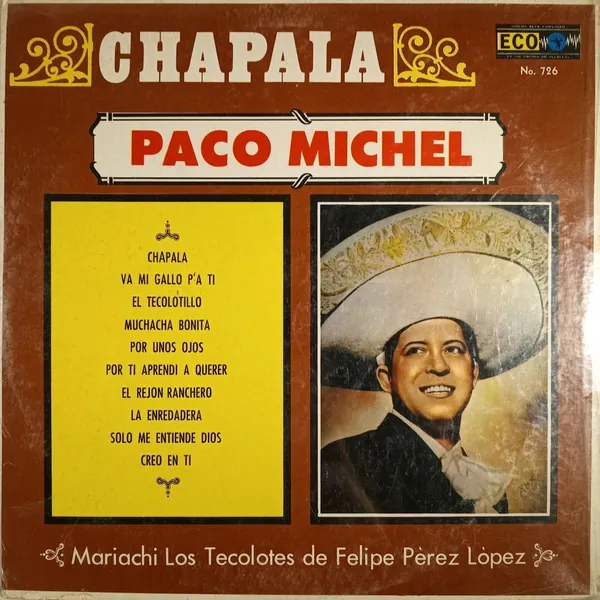 CHAPALA
ECO
No. 726
PACO MICHEL
CHAPALA
VA MI GALLO P'A TI
EL TECOLOTILLO
MUCHACHA BONITA
POR UNOS OJOS
POR TI APRENDI A QUERER
EL REJON RANCHERO
LA ENREDADERA
SOLO ME ENTIENDE DIOS
CREO EN TI
Mariachi Los Tecolotes de Felipe Pèrez Lòpez